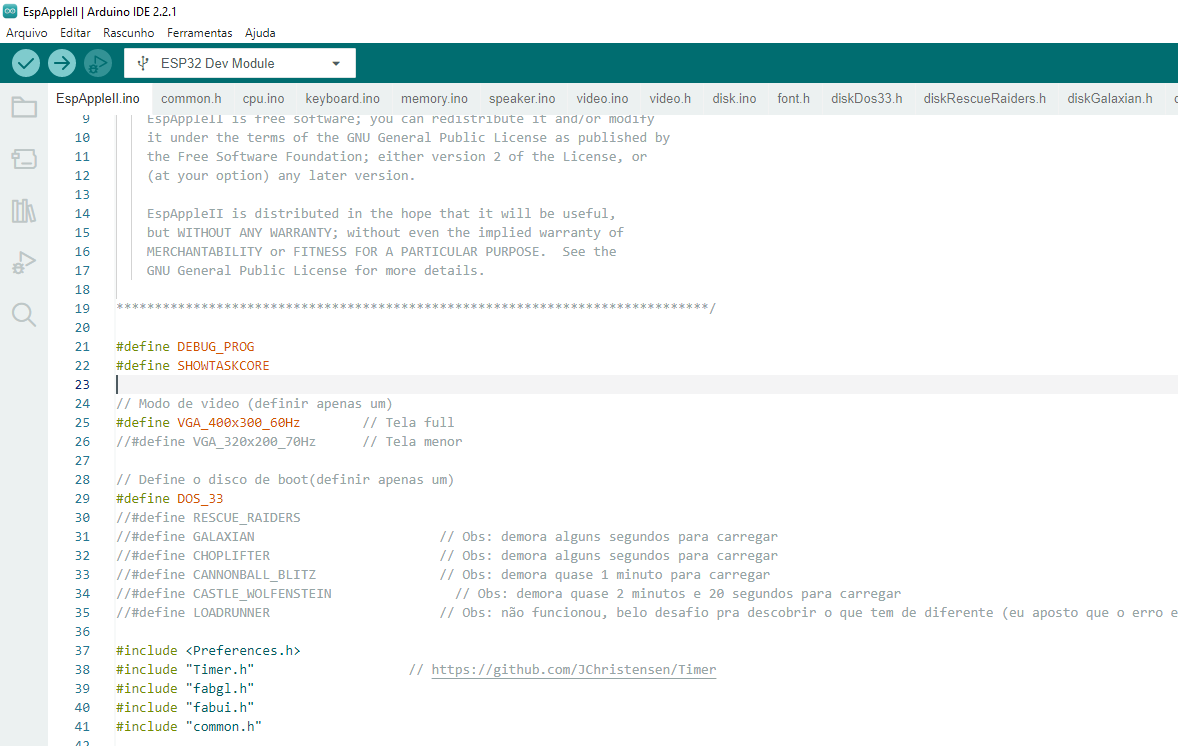 EspAppleII | Arduino IDE 2.2.1
Arquivo Editar Rascunho Ferramentas Ajuda
ESP32 Dev Module
EspAppleII.ino common.h cpu.ino keyboard.ino memory.ino speaker.ino video.ino video.h disk.ino font.h diskDos33.h diskRescueRaiders.h diskGalaxian.h
9 EspAppleII is free software; you can redistribute it and/or modify
10 it under the terms of the GNU General Public License as published by
11 the Free Software Foundation; either version 2 of the License, or
12 (at your option) any later version.
13
14 EspAppleII is distributed in the hope that it will be useful,
15 but WITHOUT ANY WARRANTY; without even the implied warranty of
16 MERCHANTABILITY or FITNESS FOR A PARTICULAR PURPOSE.  See the
17 GNU General Public License for more details.
18
19 *****************************************************************************/
20
21 #define DEBUG_PROG
22 #define SHOWTASKCORE
23
24 // Modo de video (definir apenas um)
25 #define VGA_400x300_60Hz // Tela full
26 //#define VGA_320x200_70Hz // Tela menor
27
28 // Define o disco de boot(definir apenas um)
29 #define DOS_33
30 //#define RESCUE_RAIDERS
31 //#define GALAXIAN // Obs: demora alguns segundos para carregar
32 //#define CHOPLIFTER // Obs: demora alguns segundos para carregar
33 //#define CANNONBALL_BLITZ // Obs: demora quase 1 minuto para carregar
34 //#define CASTLE_WOLFENSTEIN // Obs: demora quase 2 minutos e 20 segundos para carregar
35 //#define LOADRUNNER // Obs: não funcionou, belo desafio pra descobrir o que tem de diferente (eu aposto que o erro e
36
37 #include <Preferences.h>
38 #include "Timer.h" // https://github.com/JChristensen/Timer
39 #include "fabgl.h"
40 #include "fabui.h"
41 #include "common.h"
42